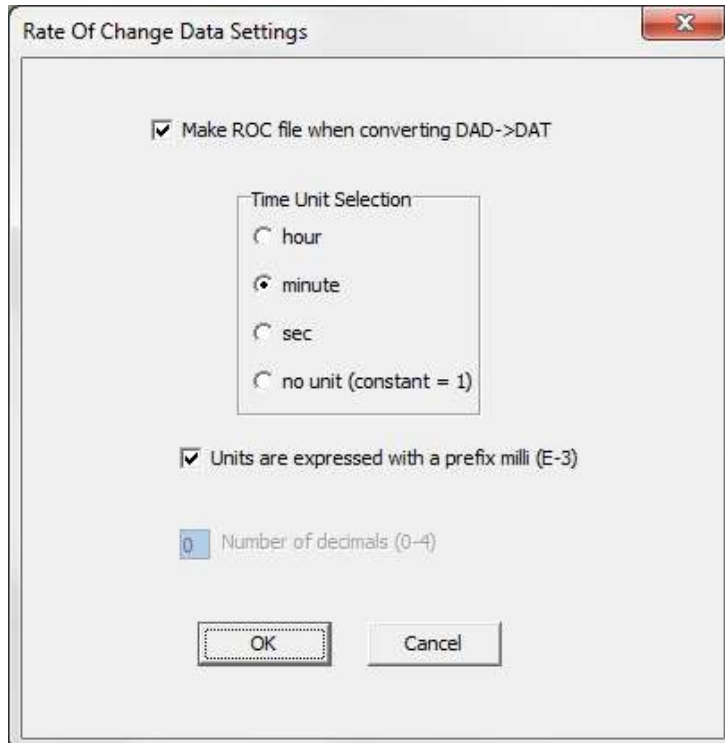 Rate Of Change Data Settings
Make ROC file when converting DAD->DAT
Time Unit Selection
hour
minute
sec
no unit (constant = 1)
Units are expressed with a prefix milli (E-3)
0 Number of decimals (0-4)
OK Cancel